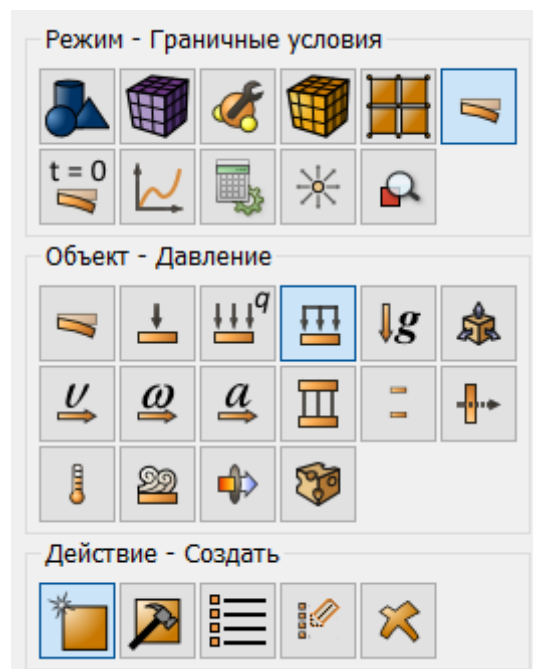 Режим - Граничные условия
t = 0
Объект - Давление
q
g
υ ω a
Действие - Создать